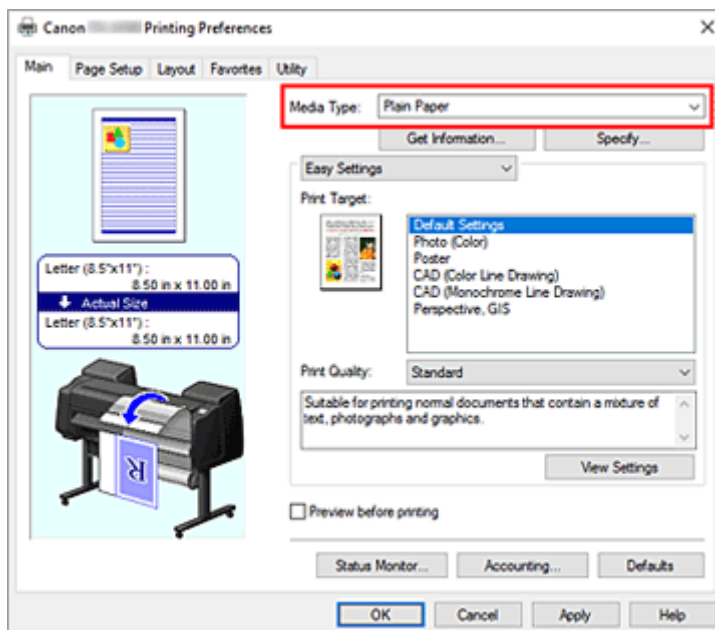 Canon Printing Preferences
Main Page Setup Layout Favorites Utility
Media Type: Plain Paper
Get Information... Specify...
Easy Settings
Print Target:
Default Settings
Photo (Color)
Poster
CAD (Color Line Drawing)
CAD (Monochrome Line Drawing)
Perspective, GIS
Letter (8.5"x11") :
8.50 in x 11.00 in
Actual Size
Letter (8.5"x11") :
8.50 in x 11.00 in
Print Quality: Standard
Suitable for printing normal documents that contain a mixture of
text, photographs and graphics.
View Settings
Preview before printing
Status Monitor... Accounting... Defaults
OK Cancel Apply Help